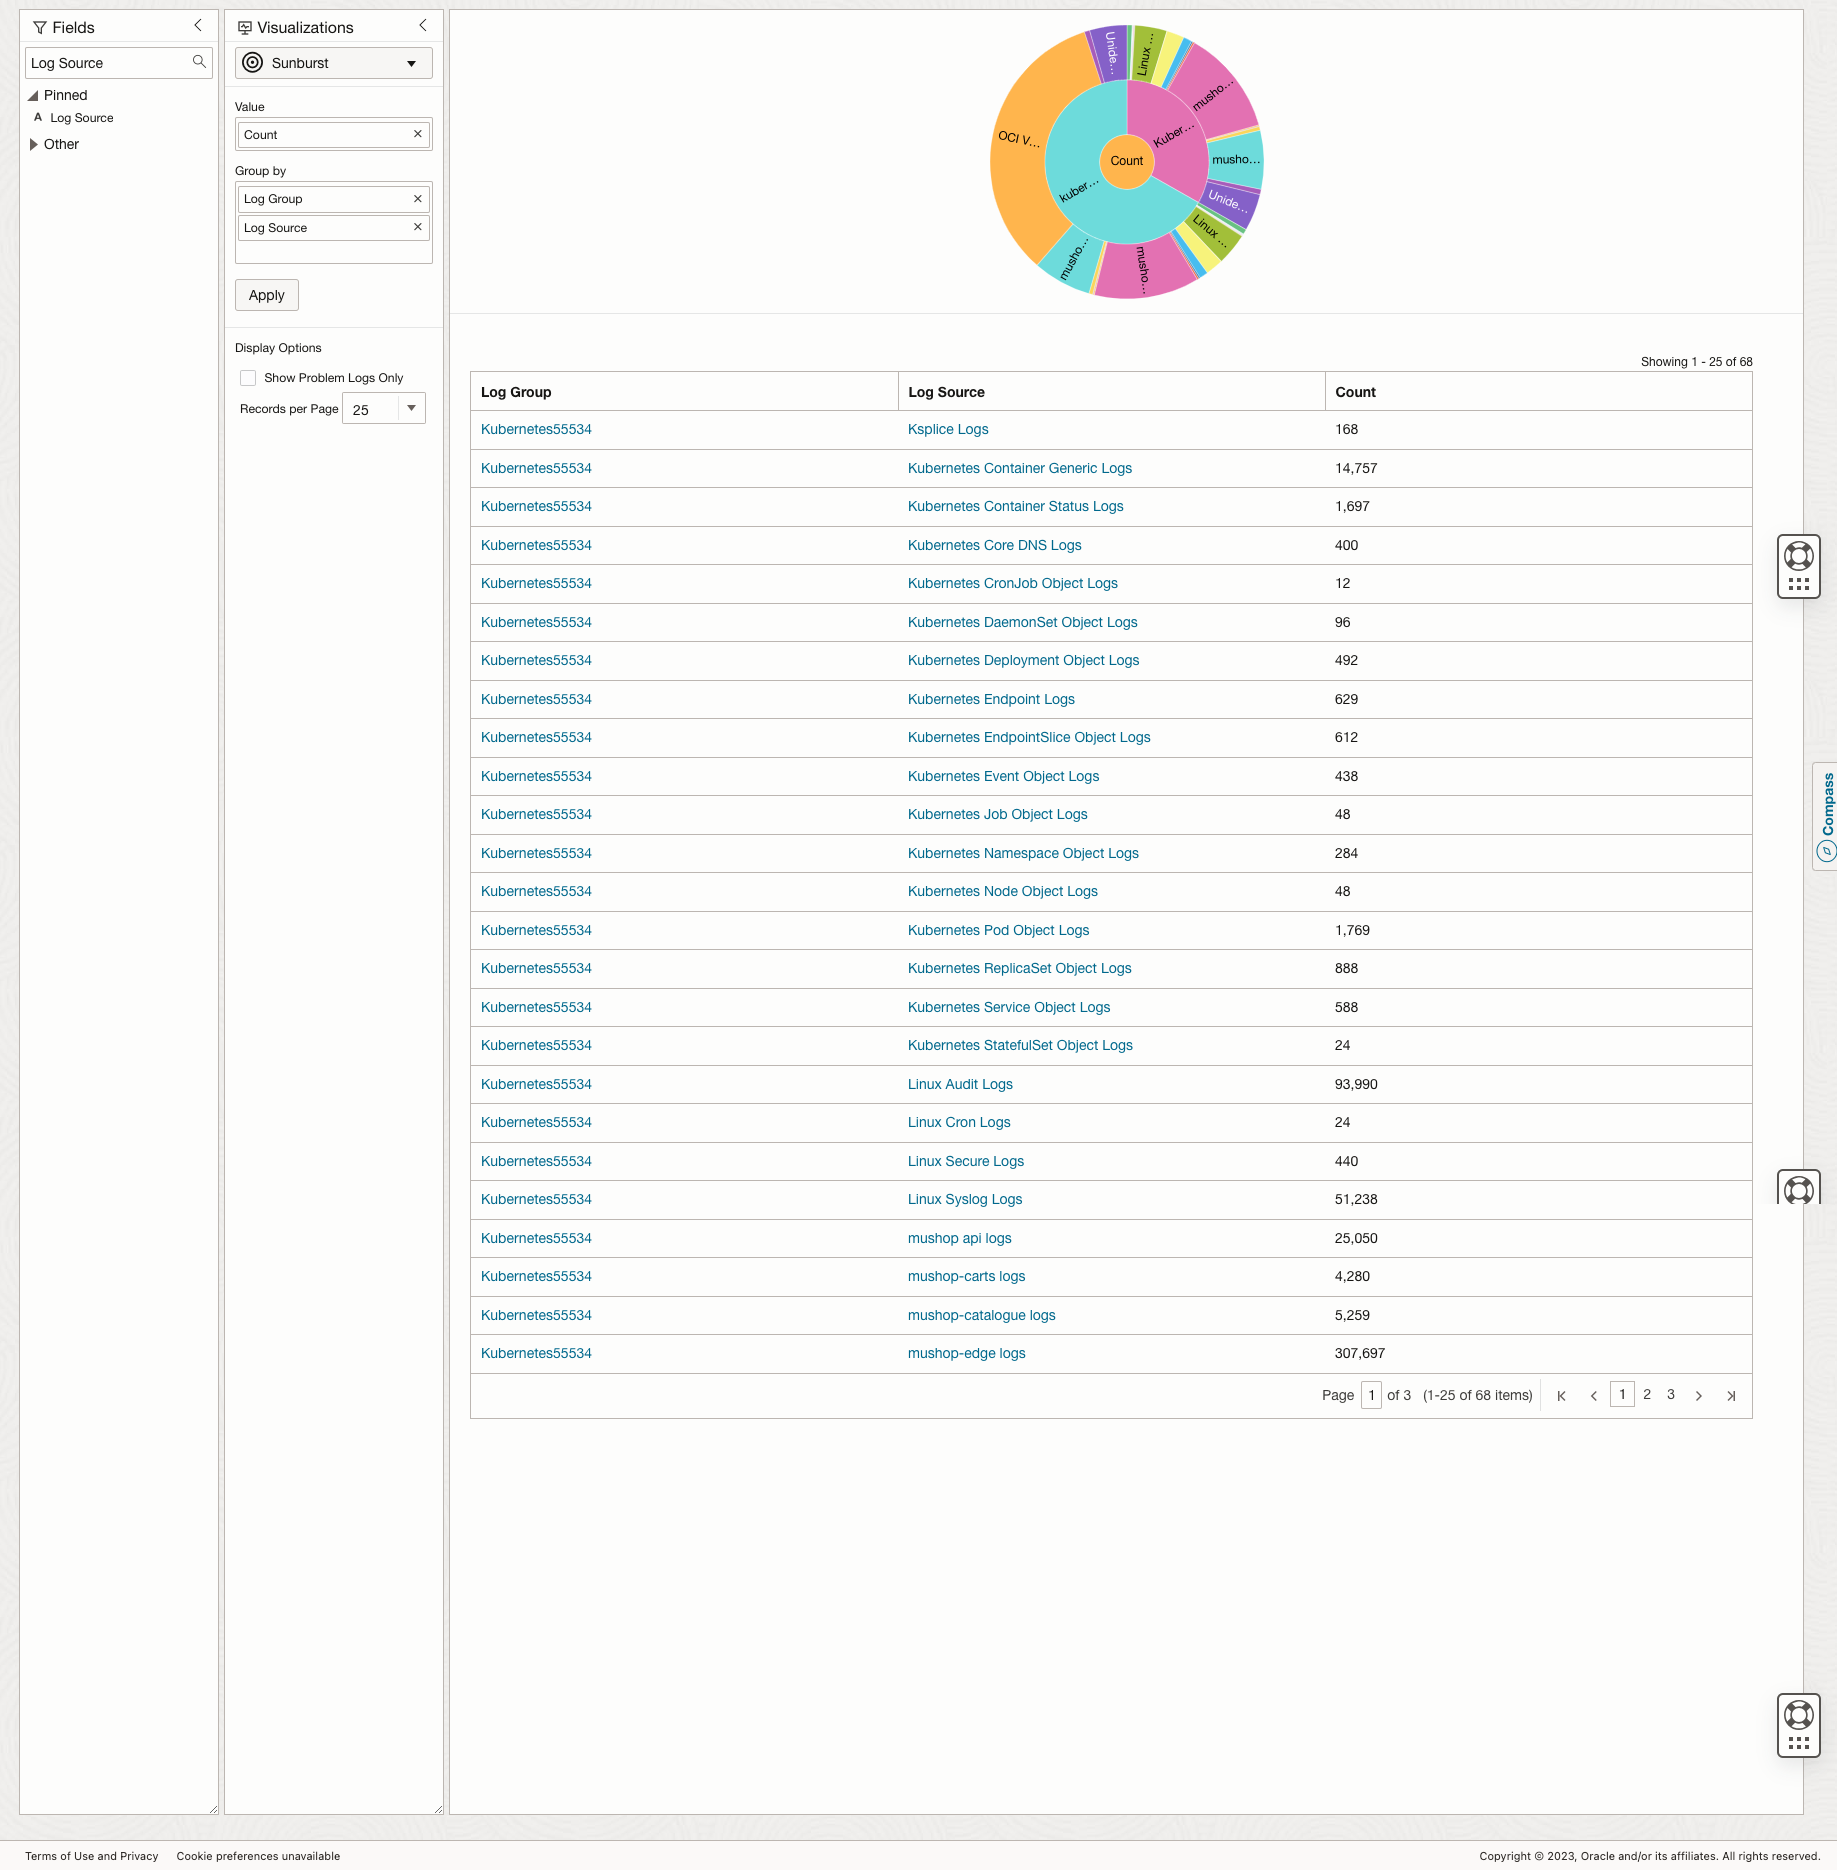 Fields
Log Source
Pinned
A Log Source
Other
Visualizations
Sunburst
Value
Count
Group by
Log Group
Log Source
Apply
Display Options
Show Problem Logs Only
Records per Page 25
Unide...
Linux ...
musho...
musho...
Unide...
Linux ...
musho...
musho...
OCI V...
Kuber...
kuber...
Count
Showing 1 - 25 of 68
Log Group Log Source Count
Kubernetes55534 Ksplice Logs 168
Kubernetes55534 Kubernetes Container Generic Logs 14,757
Kubernetes55534 Kubernetes Container Status Logs 1,697
Kubernetes55534 Kubernetes Core DNS Logs 400
Kubernetes55534 Kubernetes CronJob Object Logs 12
Kubernetes55534 Kubernetes DaemonSet Object Logs 96
Kubernetes55534 Kubernetes Deployment Object Logs 492
Kubernetes55534 Kubernetes Endpoint Logs 629
Kubernetes55534 Kubernetes EndpointSlice Object Logs 612
Kubernetes55534 Kubernetes Event Object Logs 438
Kubernetes55534 Kubernetes Job Object Logs 48
Kubernetes55534 Kubernetes Namespace Object Logs 284
Kubernetes55534 Kubernetes Node Object Logs 48
Kubernetes55534 Kubernetes Pod Object Logs 1,769
Kubernetes55534 Kubernetes ReplicaSet Object Logs 888
Kubernetes55534 Kubernetes Service Object Logs 588
Kubernetes55534 Kubernetes StatefulSet Object Logs 24
Kubernetes55534 Linux Audit Logs 93,990
Kubernetes55534 Linux Cron Logs 24
Kubernetes55534 Linux Secure Logs 440
Kubernetes55534 Linux Syslog Logs 51,238
Kubernetes55534 mushop api logs 25,050
Kubernetes55534 mushop-carts logs 4,280
Kubernetes55534 mushop-catalogue logs 5,259
Kubernetes55534 mushop-edge logs 307,697
Page 1 of 3 (1-25 of 68 items) 1 2 3
Compass
Terms of Use and Privacy Cookie preferences unavailable
Copyright © 2023, Oracle and/or its affiliates. All rights reserved.